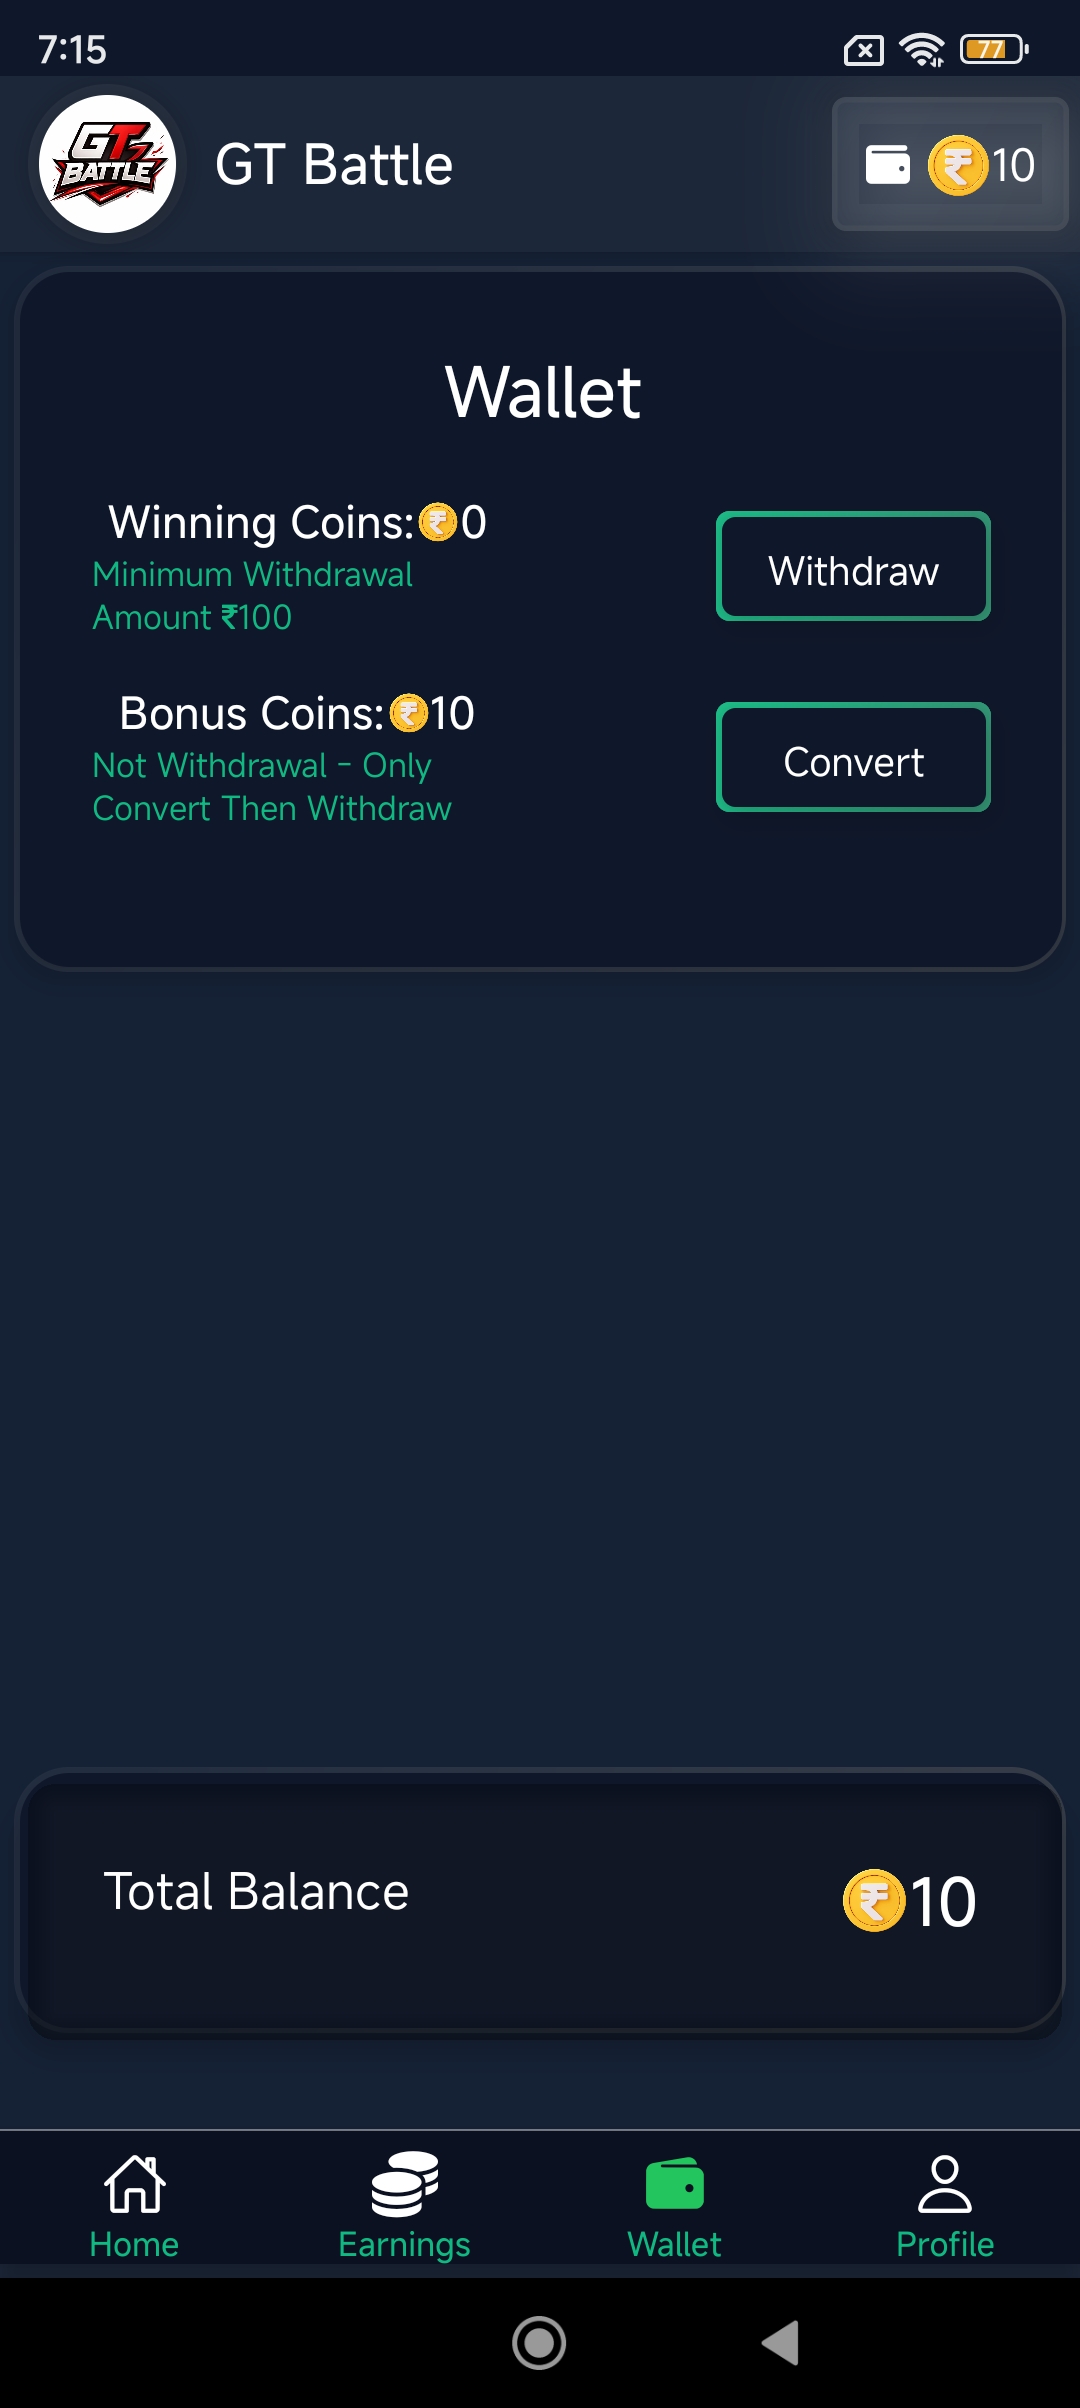 7:15
77
GT BATTLE
GT Battle
₹10
Wallet
Winning Coins:₹0
Minimum Withdrawal
Amount ₹100
Withdraw
Bonus Coins:₹10
Not Withdrawal - Only
Convert Then Withdraw
Convert
Total Balance
₹10
Home
Earnings
Wallet
Profile